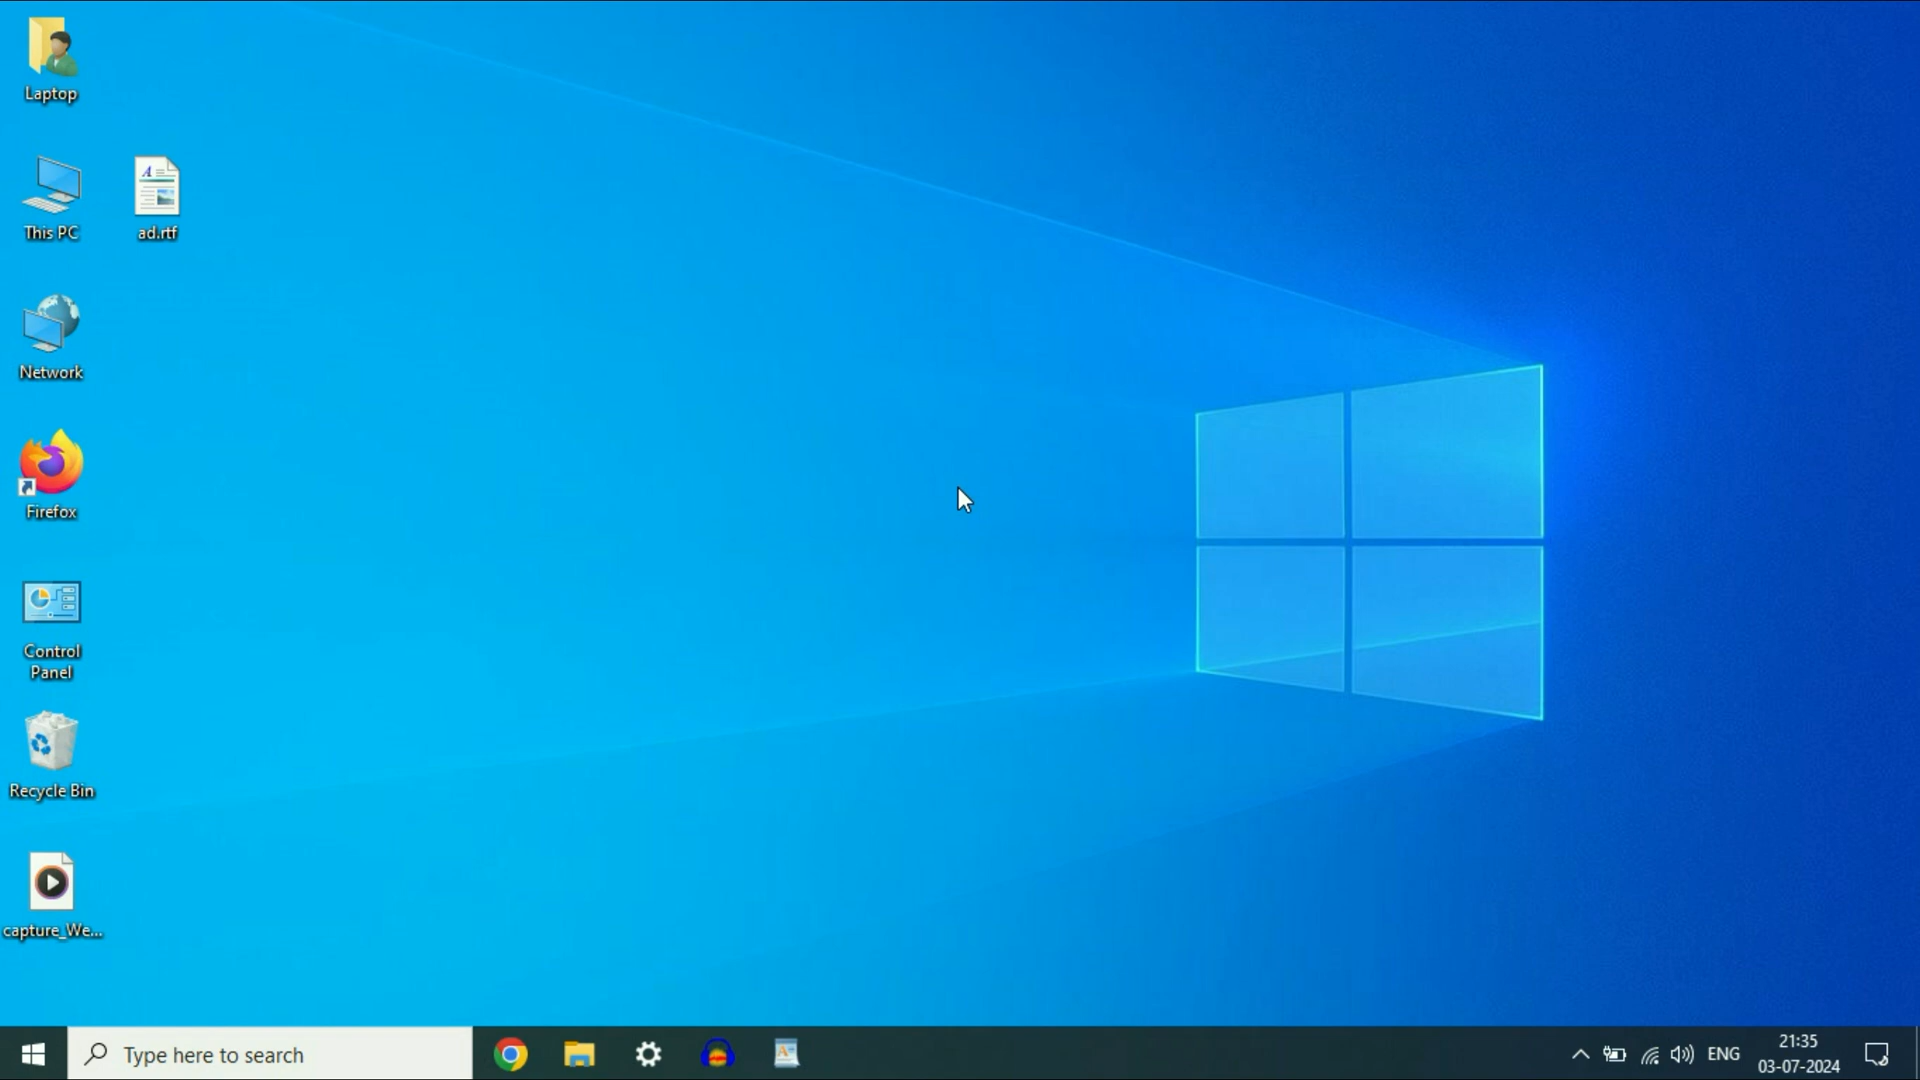 Laptop
This PC
ad.rtf
Network
Firefox
Control
Panel
Recycle Bin
capture_We...
Type here to search
ENG
21:35
03-07-2024